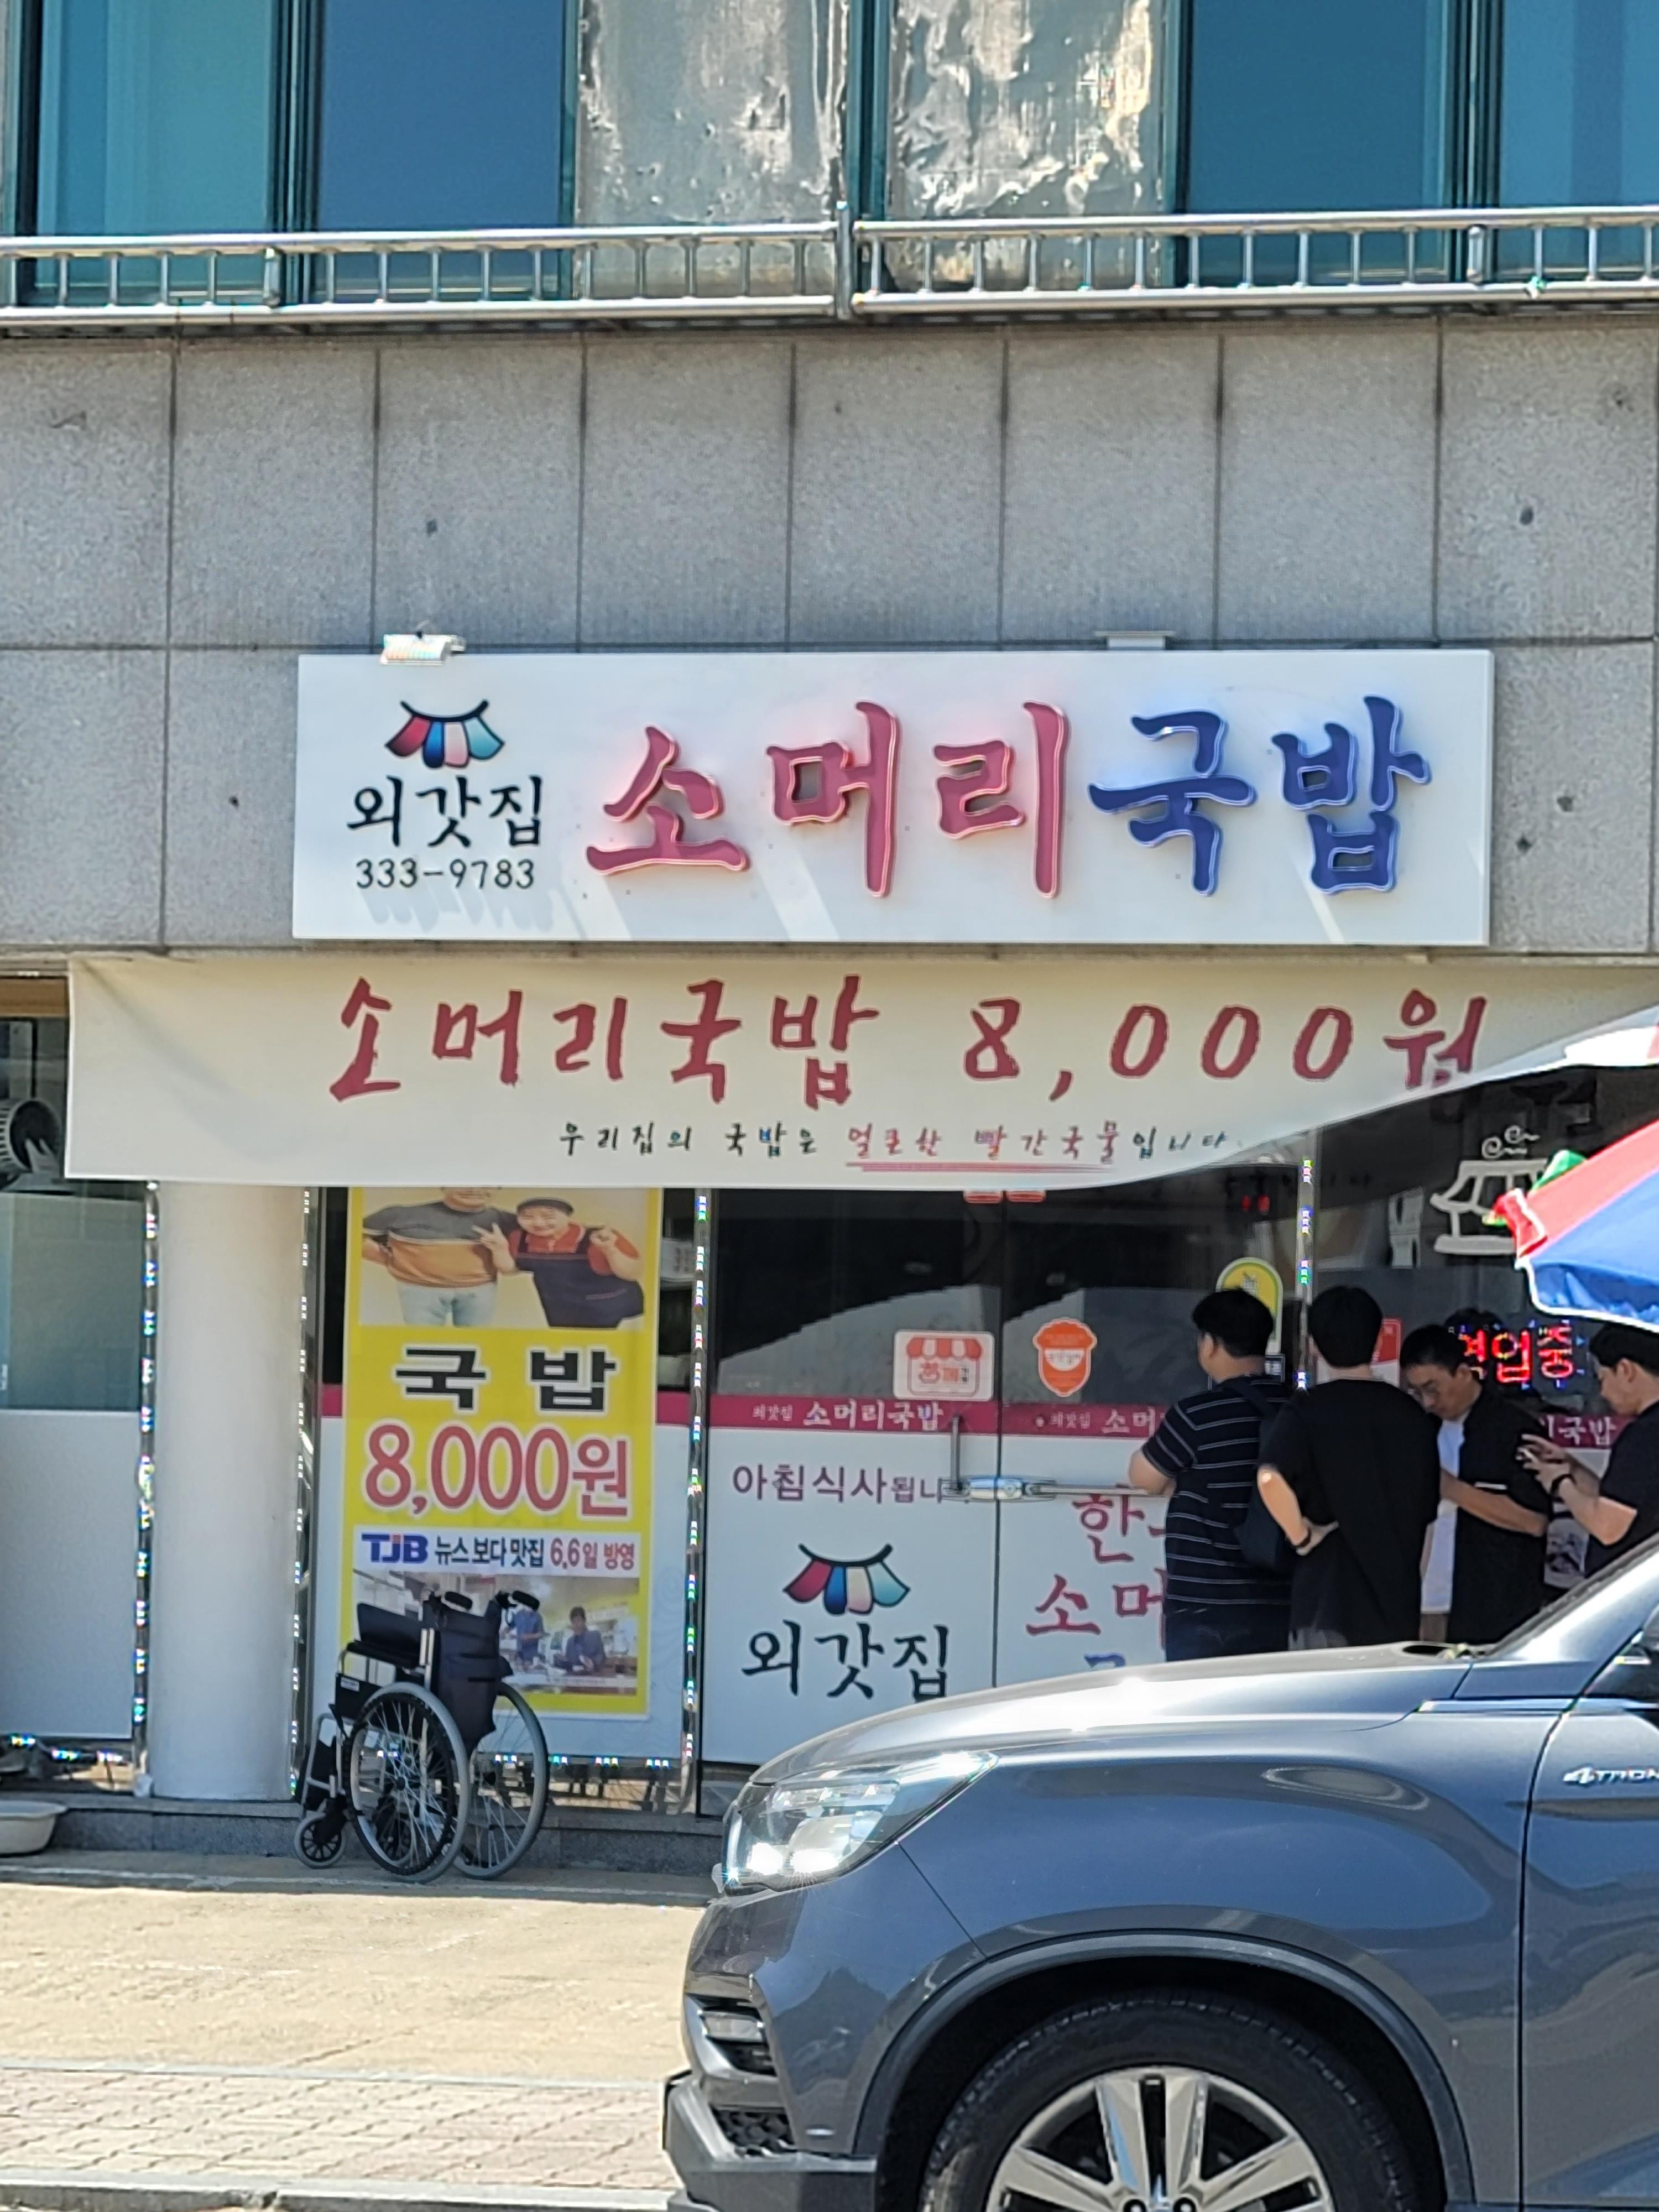 외갓집
333-9783
소머리국밥
소머리국밥 8,000원
우리집의 국밥은 얼큰한 빨간국물입니다.
국밥
8,000원
TJB 뉴스 보다 맛집 6,6일 방영
외갓집 소머리국밥
외갓집 소머
국밥
영업중
아침식사됩니
외갓집
한
소머